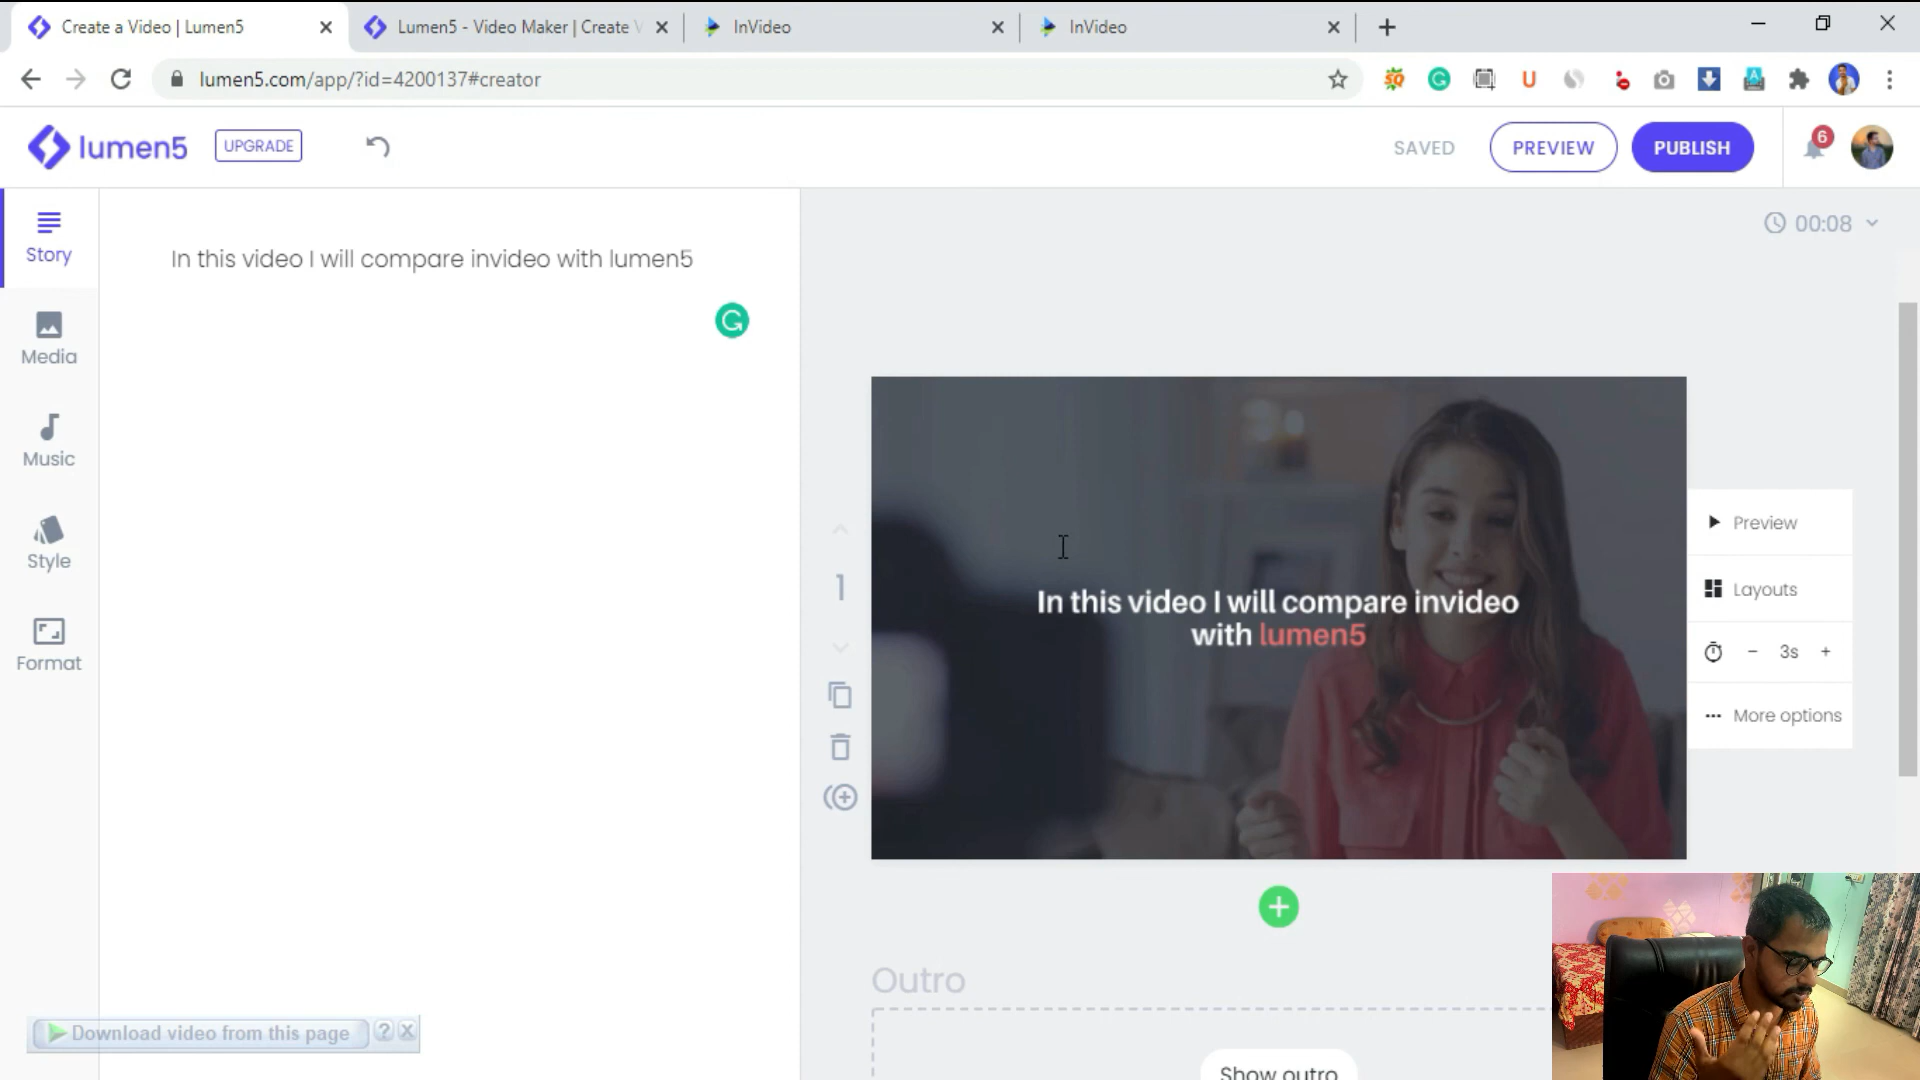 Create a Video | Lumen5
Lumen5 - Video Maker | Create V
InVideo
InVideo
lumen5.com/app/?id=4200137#creator
lumen5
UPGRADE
SAVED
PREVIEW
PUBLISH
6
Story
Media
Music
Style
Format
In this video I will compare invideo with lumen5
00:08
1
In this video I will compare invideo
with lumen5
Preview
Layouts
- 3s +
More options
Outro
Show outro
Download video from this page